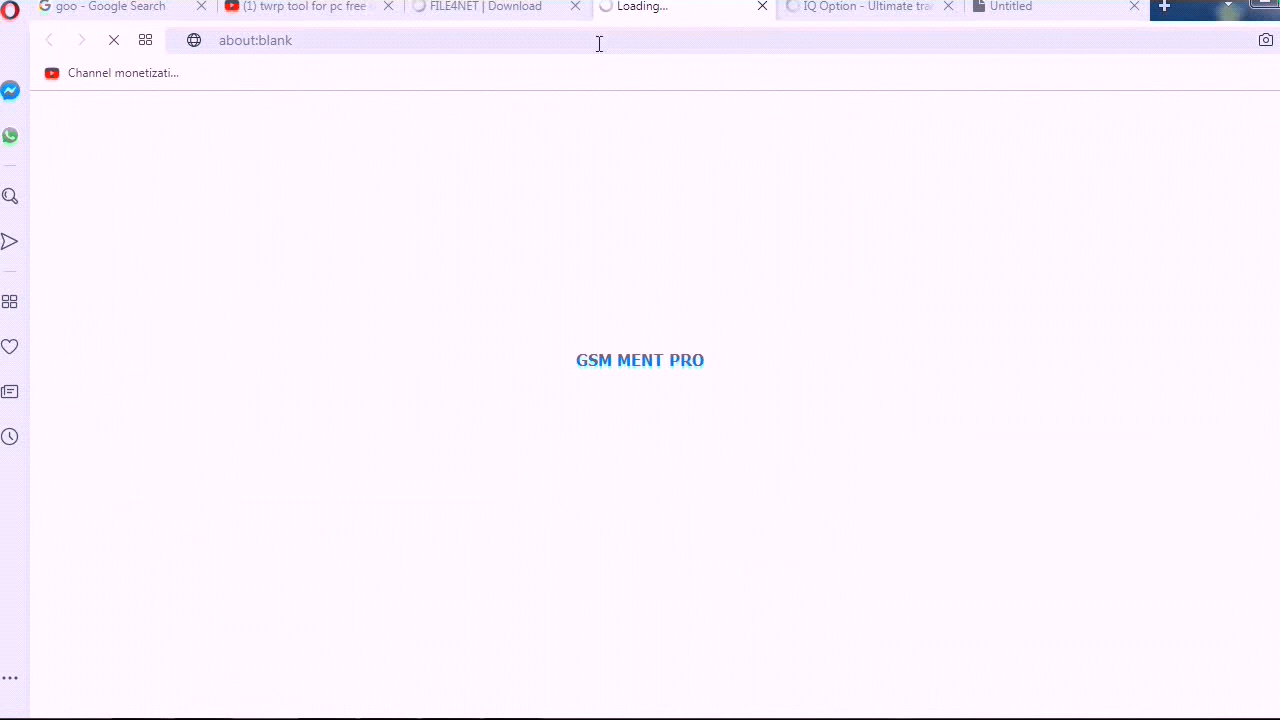 goo - Google Search
(1) twrp tool for pc free
FILE4NET | Download
Loading...
IQ Option - Ultimate tra
Untitled
about:blank
Channel monetizati...
GSM MENT PRO